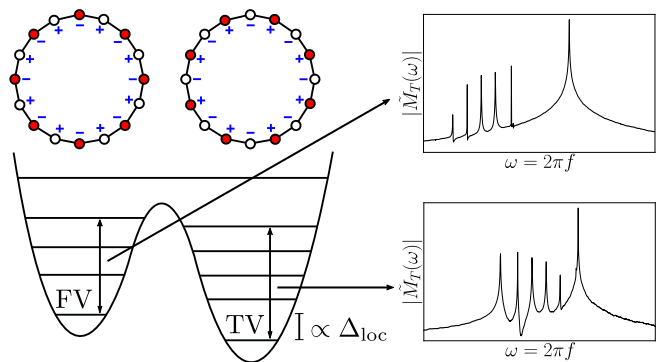 |M̃_T(ω)|
ω = 2πf
FV
TV
∝ Δ_loc
|M̃_T(ω)|
ω = 2πf